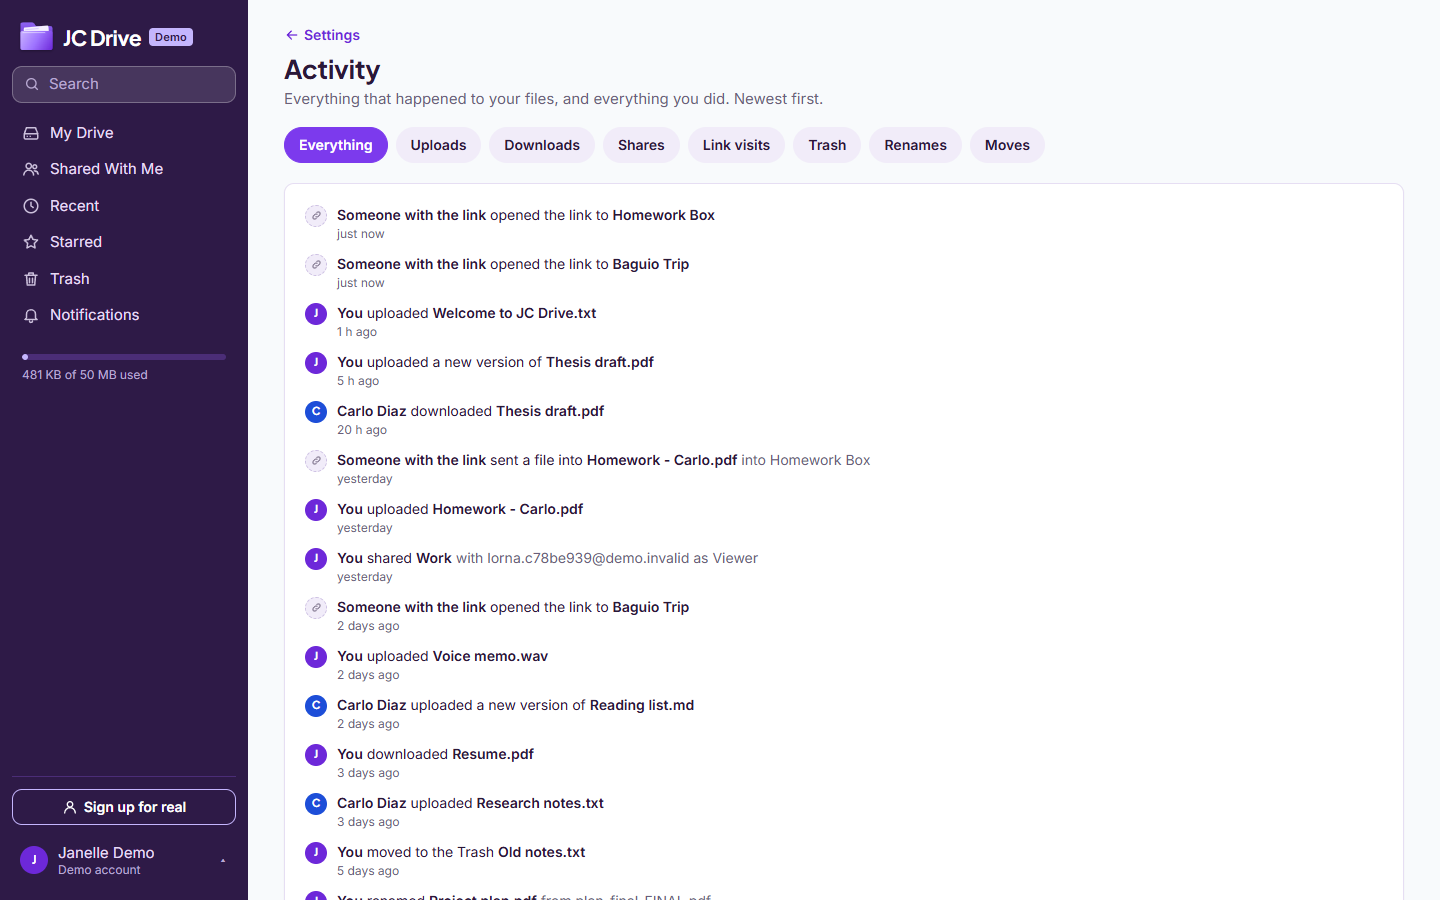 JC Drive Demo
Search
My Drive
Shared With Me
Recent
Starred
Trash
Notifications
481 KB of 50 MB used
Sign up for real
J
Janelle Demo
Demo account
← Settings
Activity
Everything that happened to your files, and everything you did. Newest first.
Everything Uploads Downloads Shares Link visits Trash Renames Moves
Someone with the link opened the link to Homework Box
just now
Someone with the link opened the link to Baguio Trip
just now
J You uploaded Welcome to JC Drive.txt
1 h ago
J You uploaded a new version of Thesis draft.pdf
5 h ago
C Carlo Diaz downloaded Thesis draft.pdf
20 h ago
Someone with the link sent a file into Homework - Carlo.pdf into Homework Box
yesterday
J You uploaded Homework - Carlo.pdf
yesterday
J You shared Work with lorna.c78be939@demo.invalid as Viewer
yesterday
Someone with the link opened the link to Baguio Trip
2 days ago
J You uploaded Voice memo.wav
2 days ago
C Carlo Diaz uploaded a new version of Reading list.md
2 days ago
J You downloaded Resume.pdf
3 days ago
C Carlo Diaz uploaded Research notes.txt
3 days ago
J You moved to the Trash Old notes.txt
5 days ago
You renamed Project plan.pdf from plan_final_FINAL.pdf